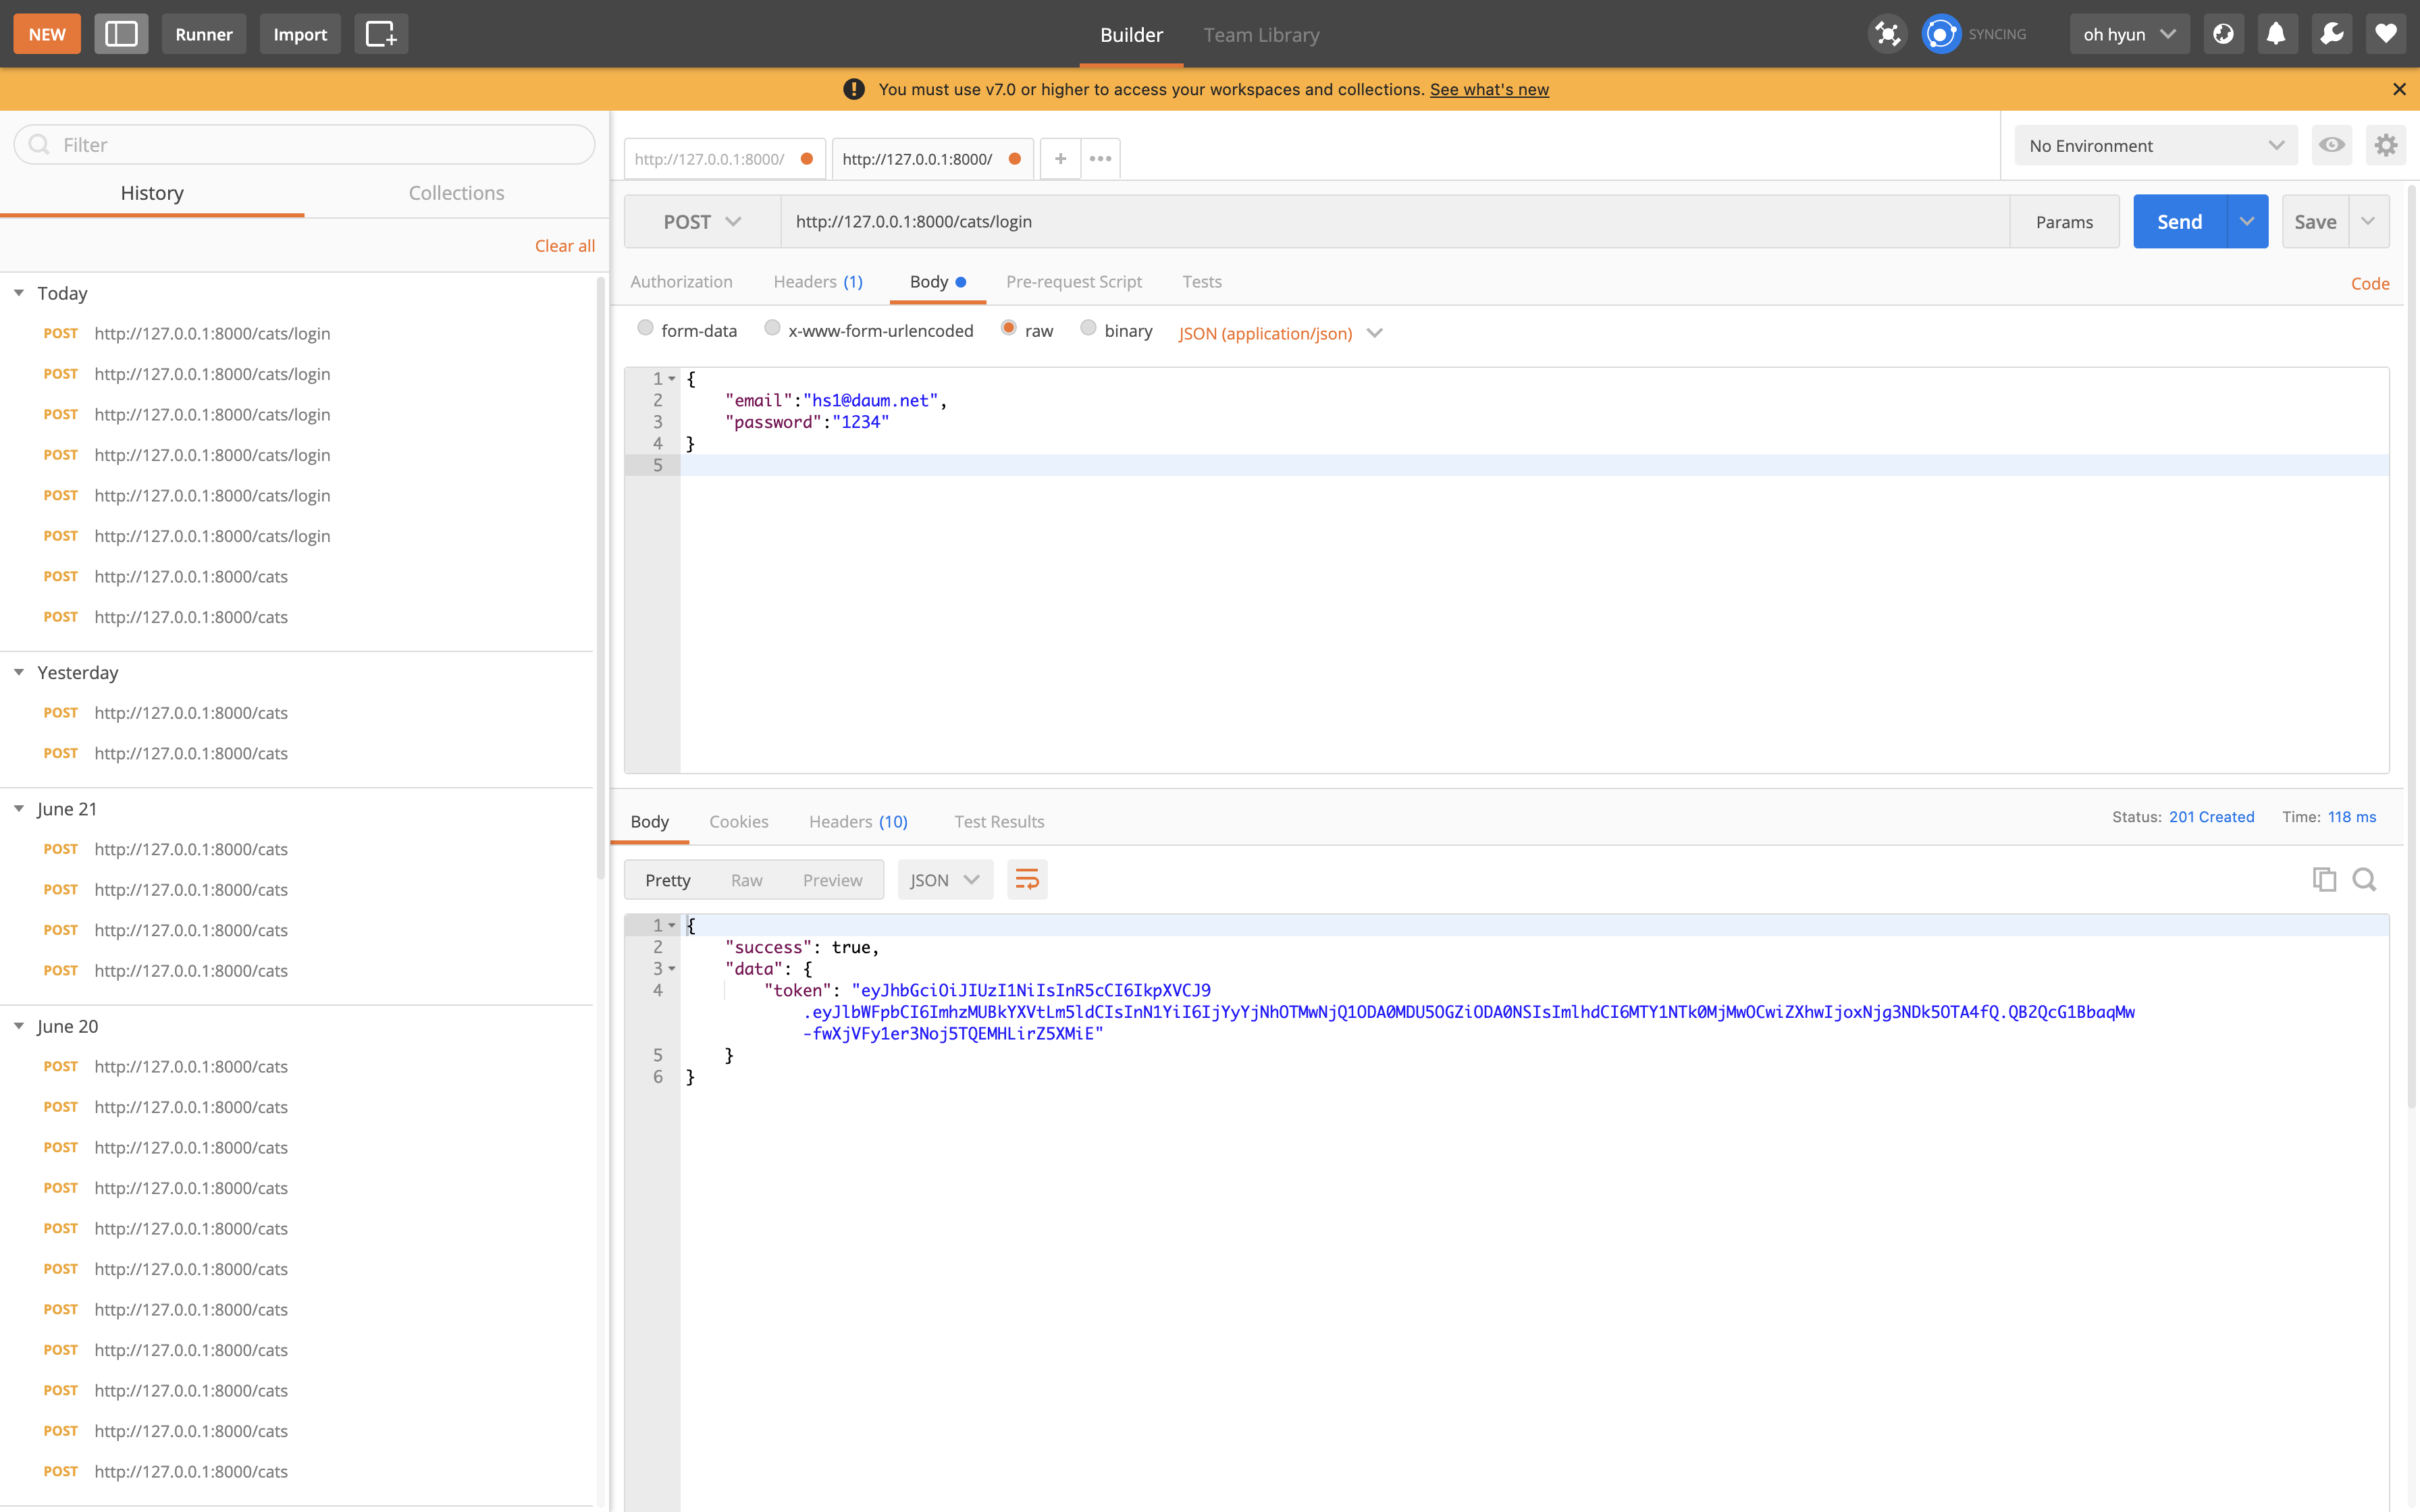 NEW
Runner
Import
Builder
Team Library
SYNCING
oh hyun
You must use v7.0 or higher to access your workspaces and collections. See what's new
Filter
History
Collections
Clear all
Today
POST http://127.0.0.1:8000/cats/login
POST http://127.0.0.1:8000/cats/login
POST http://127.0.0.1:8000/cats/login
POST http://127.0.0.1:8000/cats/login
POST http://127.0.0.1:8000/cats/login
POST http://127.0.0.1:8000/cats/login
POST http://127.0.0.1:8000/cats
POST http://127.0.0.1:8000/cats
Yesterday
POST http://127.0.0.1:8000/cats
POST http://127.0.0.1:8000/cats
June 21
POST http://127.0.0.1:8000/cats
POST http://127.0.0.1:8000/cats
POST http://127.0.0.1:8000/cats
POST http://127.0.0.1:8000/cats
June 20
POST http://127.0.0.1:8000/cats
POST http://127.0.0.1:8000/cats
POST http://127.0.0.1:8000/cats
POST http://127.0.0.1:8000/cats
POST http://127.0.0.1:8000/cats
POST http://127.0.0.1:8000/cats
POST http://127.0.0.1:8000/cats
POST http://127.0.0.1:8000/cats
POST http://127.0.0.1:8000/cats
POST http://127.0.0.1:8000/cats
POST http://127.0.0.1:8000/cats
http://127.0.0.1:8000/
http://127.0.0.1:8000/
No Environment
POST
http://127.0.0.1:8000/cats/login
Params
Send
Save
Authorization
Headers (1)
Body
Pre-request Script
Tests
Code
form-data
x-www-form-urlencoded
raw
binary
JSON (application/json)
1 {
2 "email":"hs1@daum.net",
3 "password":"1234"
4 }
5
Body
Cookies
Headers (10)
Test Results
Status: 201 Created
Time: 118 ms
Pretty
Raw
Preview
JSON
1 {
2 "success": true,
3 "data": {
4 "token": "eyJhbGciOiJIUzI1NiIsInR5cCI6IkpXVCJ9
.eyJlbWFpbCI6ImhzMUBkYXVtLm5ldCIsInN1YiI6IjYyYjNhOTMwNjQ1ODA0MDU5OGZiODA0NSIsImlhdCI6MTY1NTk0MjMwOCwiZXhwIjoxNjg3NDk5OTA4fQ.QB2QcG1BbaqMw
-fwXjVFy1er3Noj5TQEMHLirZ5XMiE"
5 }
6 }